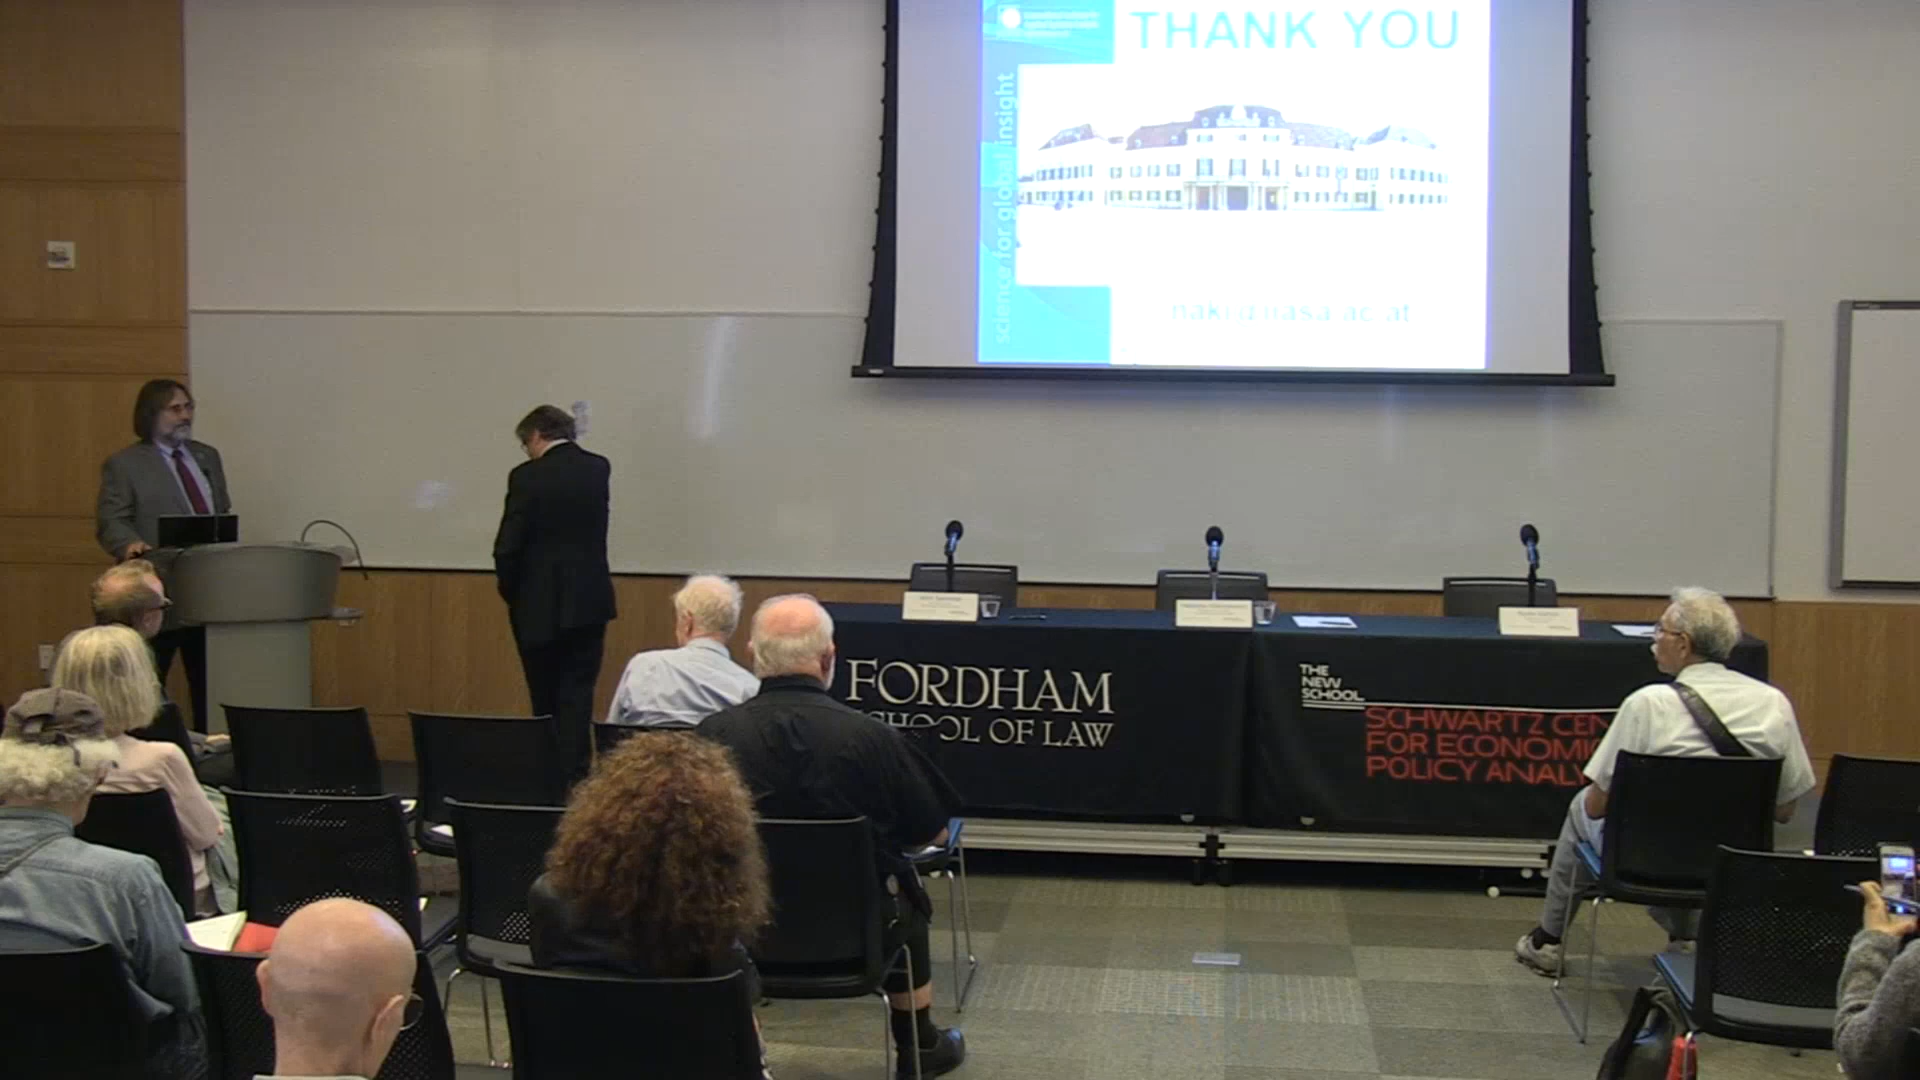 THANK YOU
science for global insight
FORDHAM
SCHOOL OF LAW
THE
NEW
SCHOOL
SCHWARTZ CEN
FOR ECONOMIC
POLICY ANALY